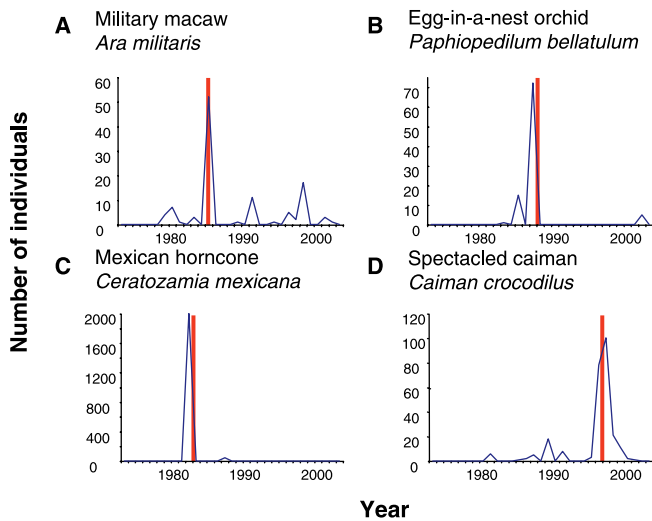 A Military macaw
Ara militaris
60
50
40
30
20
10
0
1980 1990 2000
B Egg-in-a-nest orchid
Paphiopedilum bellatulum
70
60
50
40
30
20
10
0
1980 1990 2000
C Mexican horncone
Ceratozamia mexicana
2000
1600
1200
800
400
0
1980 1990 2000
D Spectacled caiman
Caiman crocodilus
120
100
80
60
40
20
0
1980 1990 2000
Number of individuals
Year